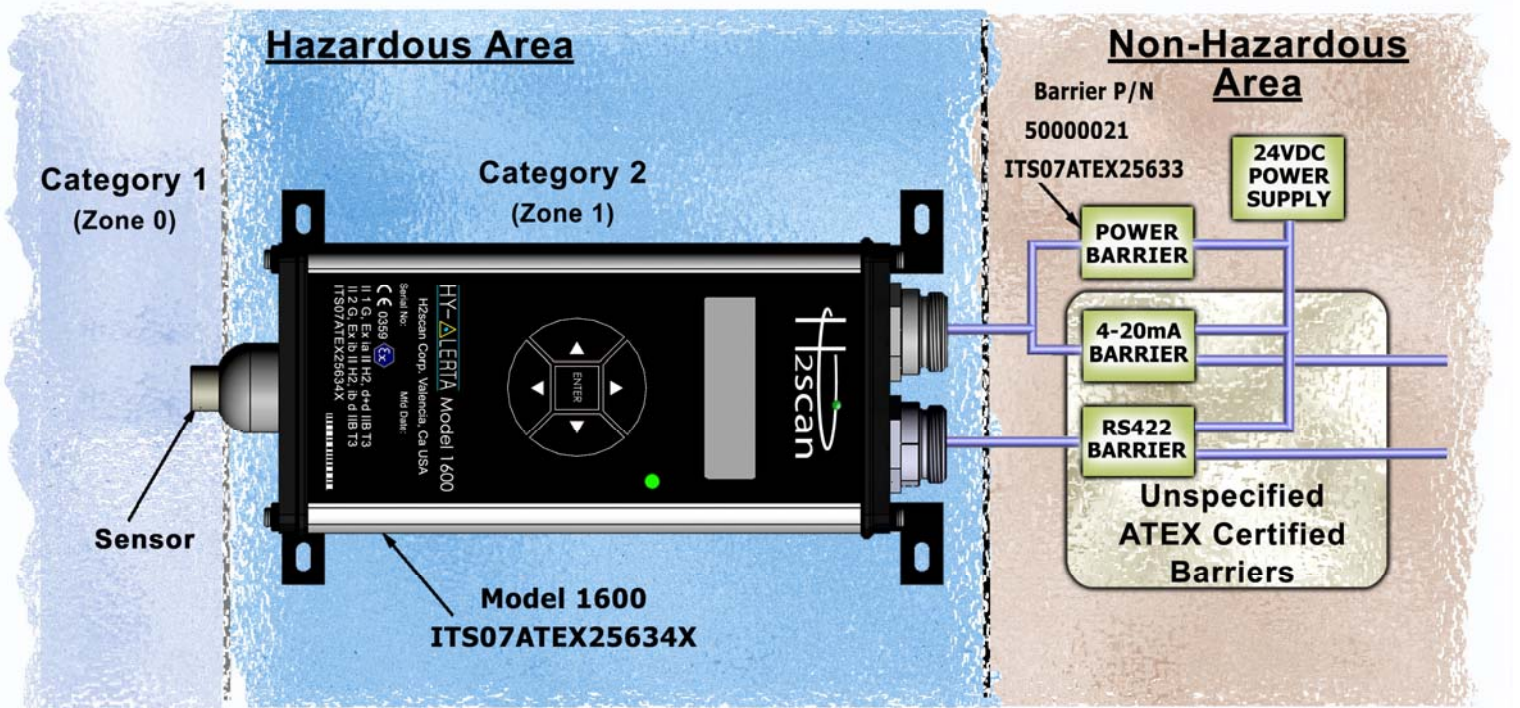 Hazardous Area
Non-Hazardous
Area
Barrier P/N
50000021
ITS07ATEX25633
24VDC
POWER
SUPPLY
Category 1
(Zone 0)
Category 2
(Zone 1)
POWER
BARRIER
4-20mA
BARRIER
RS422
BARRIER
Unspecified
ATEX Certified
Barriers
H2scan
ENTER
HY-ALERTA Model 1600
H2scan Corp. Valencia, Ca USA
Serial No: Mfd Date:
CE 0359 Ex
II 1 G, Ex ia II H2, d+d IIB T3
II 2 G, Ex ib II H2, ib d IIB T3
ITS07ATEX25634X
Sensor
Model 1600
ITS07ATEX25634X